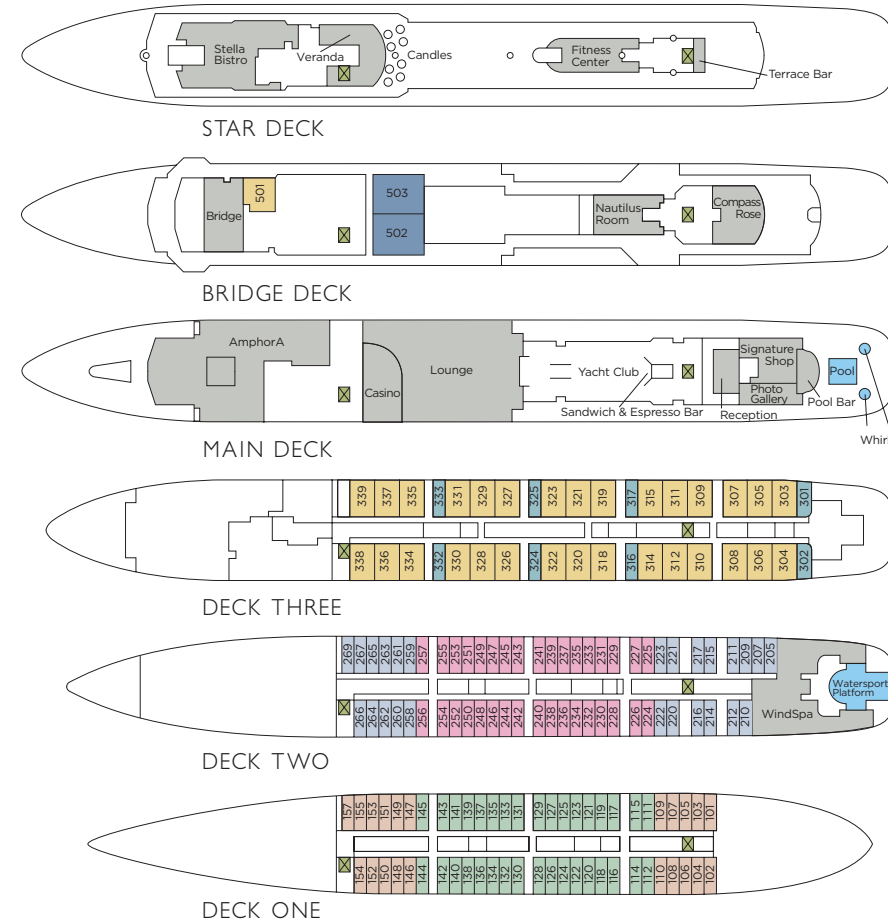 Stella
Bistro
Veranda
Candles
Fitness
Center
Terrace Bar
STAR DECK
Bridge
501
503
502
Nautilus
Room
Compass
Rose
BRIDGE DECK
AmphorA
Casino
Lounge
Yacht Club
Sandwich & Espresso Bar
Signature
Shop
Photo
Gallery
Reception
Pool Bar
Pool
Whirl
MAIN DECK
339 337 335 333 331 329 327 325 323 321 319 317 315 311 309 307 305 303 301
338 336 334 332 330 328 326 324 322 320 318 316 314 312 310 308 306 304 302
DECK THREE
269 267 265 263 261 259 257 255 253 251 249 247 245 243 241 239 237 235 233 231 229 227 225 223 221 217 215 211 209 207 205
266 264 262 260 258 256 254 252 250 248 246 244 242 240 238 236 234 232 230 228 226 224 222 220 216 214 212 210
WindSpa
Watersport
Platform
DECK TWO
157 155 153 151 149 147 145 143 141 139 137 135 133 131 129 127 125 123 121 119 117 115 111 109 107 105 103 101
154 152 150 148 146 144 142 140 138 136 134 132 130 128 126 124 122 120 118 116 114 112 110 108 106 104 102
DECK ONE